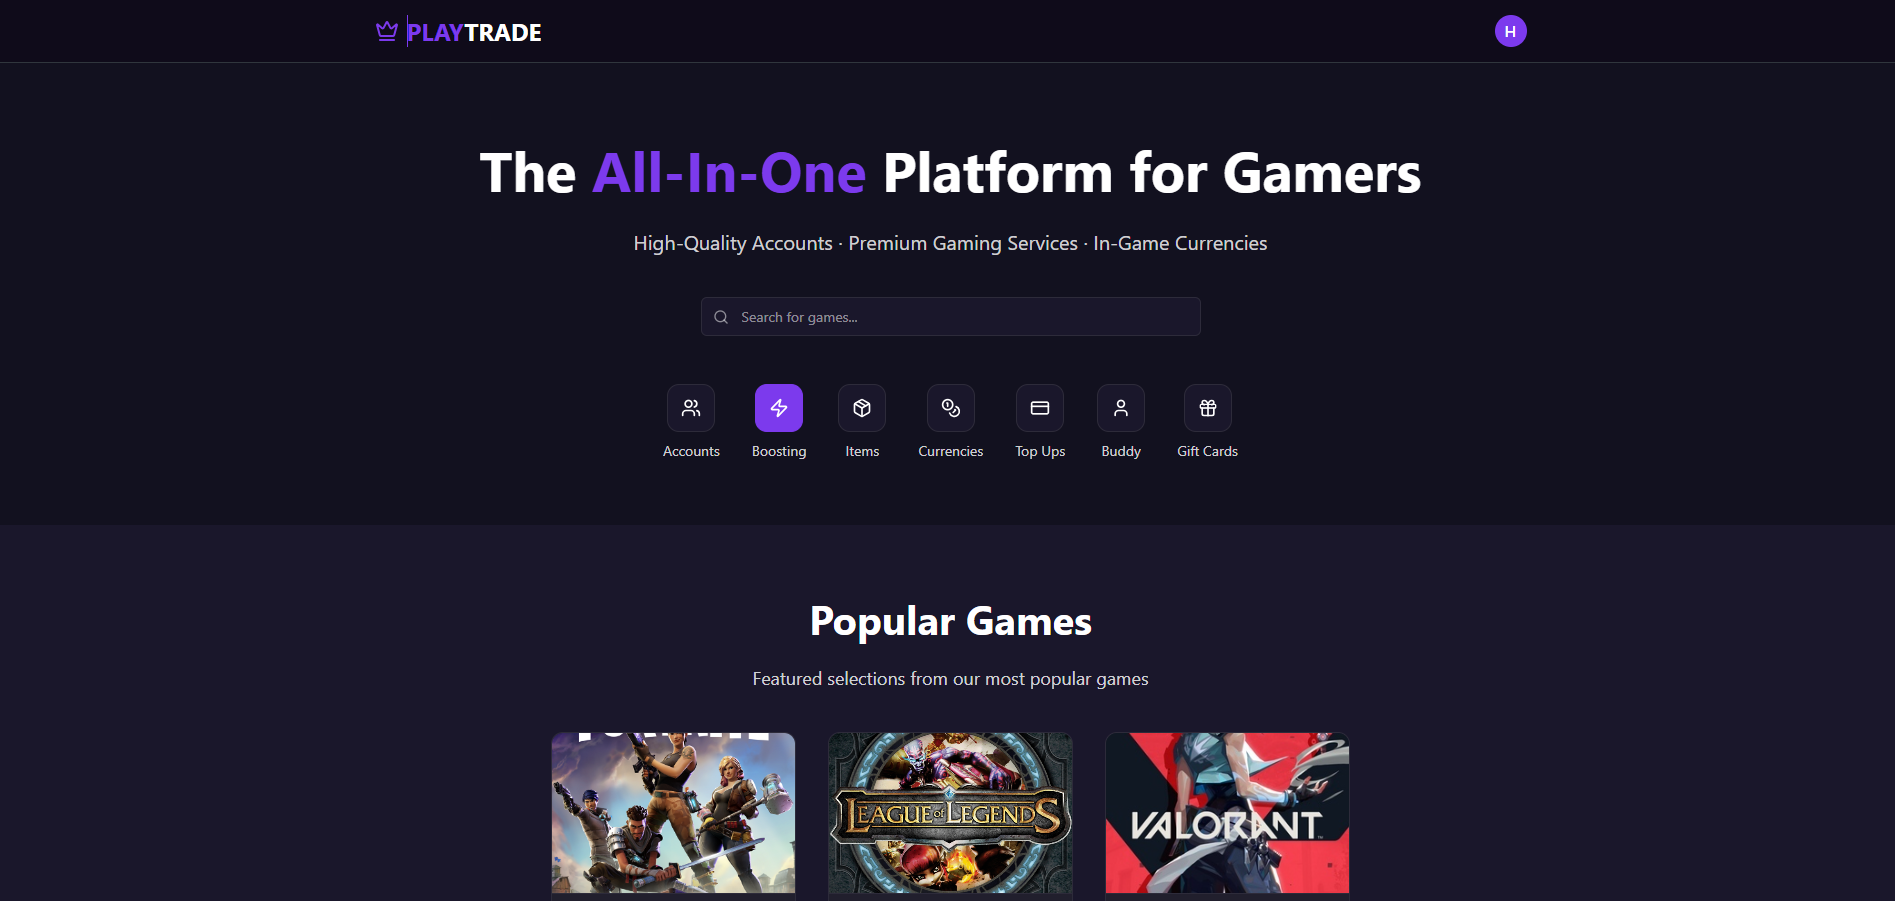 PLAYTRADE
H
The All-In-One Platform for Gamers
High-Quality Accounts · Premium Gaming Services · In-Game Currencies
Search for games...
Accounts
Boosting
Items
Currencies
Top Ups
Buddy
Gift Cards
Popular Games
Featured selections from our most popular games
LEAGUE of LEGENDS
VALORANT